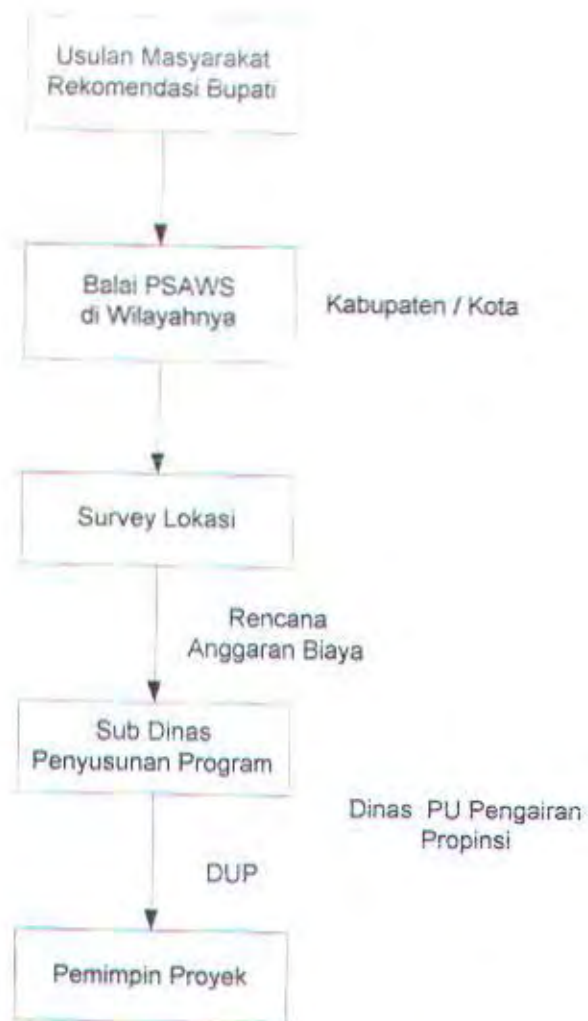 Usulan Masyarakat
Rekomendasi Bupati
Balai PSAWS
di Wilayahnya
Kabupaten / Kota
Survey Lokasi
Rencana
Anggaran Biaya
Sub Dinas
Penyusunan Program
Dinas PU Pengairan
Propinsi
DUP
Pemimpin Proyek